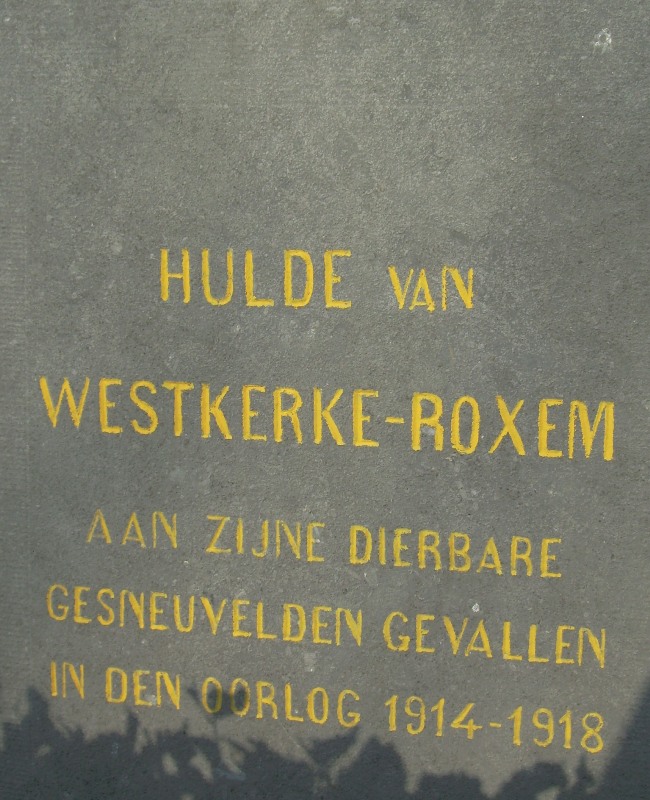 HULDE VAN
WESTKERKE-ROXEM
AAN ZIJNE DIERBARE
GESNEUVELDEN GEVALLEN
IN DEN OORLOG 1914-1918